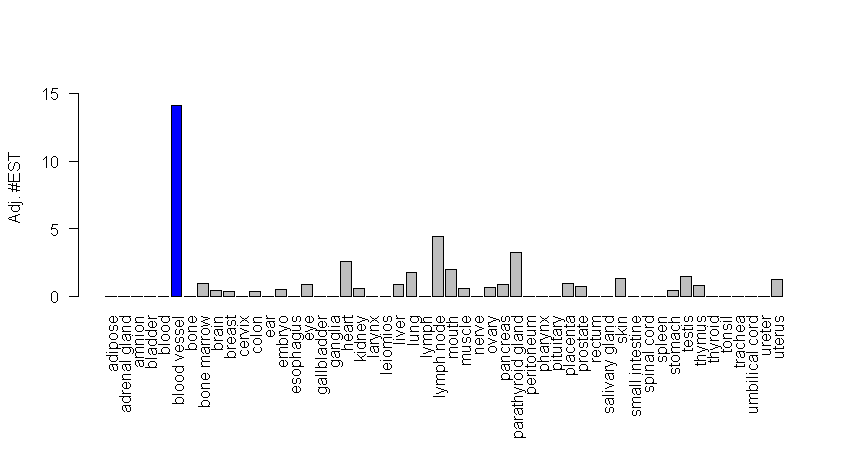 Adj. #EST
15
10
5
0
adipose
adrenal gland
amnion
bladder
blood
blood vessel
bone
bone marrow
brain
breast
cervix
colon
ear
embryo
esophagus
eye
gallbladder
ganglia
heart
kidney
larynx
leiomios
liver
lung
lymph
lymph node
mouth
muscle
nerve
ovary
pancreas
parathyroid gland
peritoneum
pharynx
pituitary
placenta
prostate
rectum
salivary gland
skin
small intestine
spinal cord
spleen
stomach
testis
thymus
thyroid
tonsil
trachea
umbilical cord
ureter
uterus